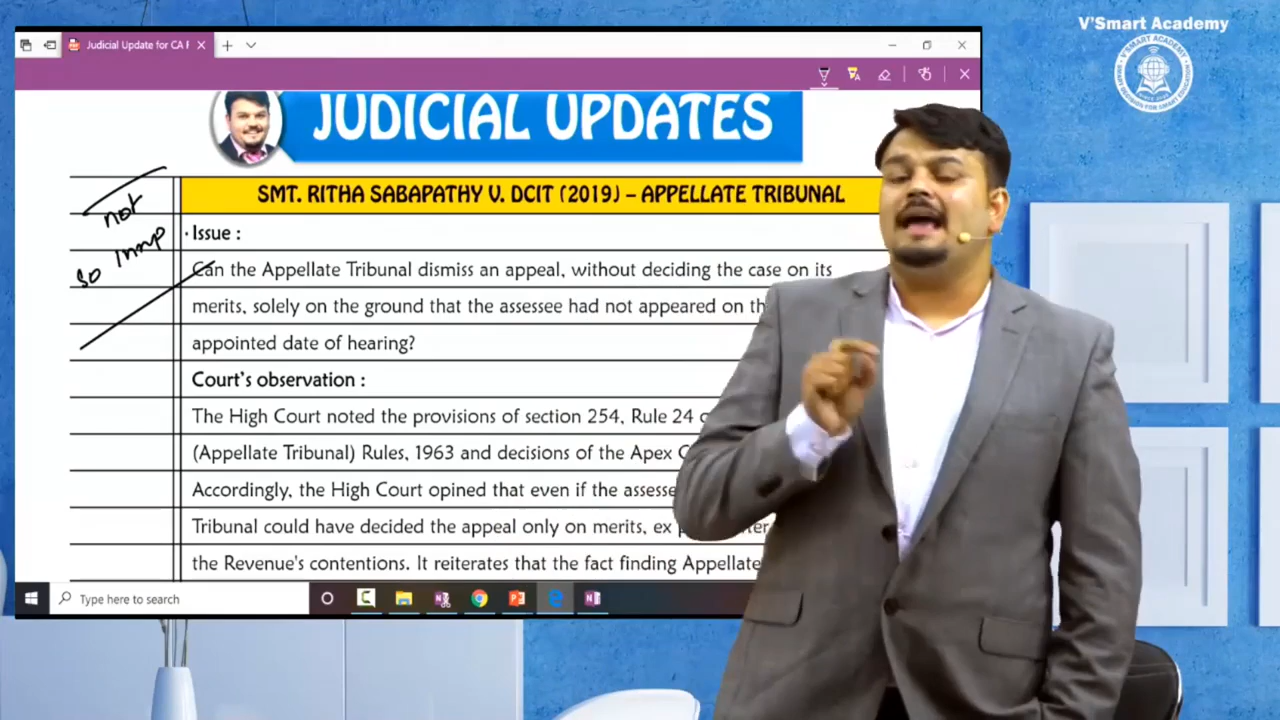 V'Smart Academy
Judicial Update for CA F
JUDICIAL UPDATES
not
so Imp
SMT. RITHA SABAPATHY V. DCIT (2019) – APPELLATE TRIBUNAL
Issue :
Can the Appellate Tribunal dismiss an appeal, without deciding the case on its
merits, solely on the ground that the assessee had not appeared on th
appointed date of hearing?
Court's observation :
The High Court noted the provisions of section 254, Rule 24
(Appellate Tribunal) Rules, 1963 and decisions of the Apex
Accordingly, the High Court opined that even if the assesse
Tribunal could have decided the appeal only on merits, ex
the Revenue's contentions. It reiterates that the fact finding Appellate
Type here to search